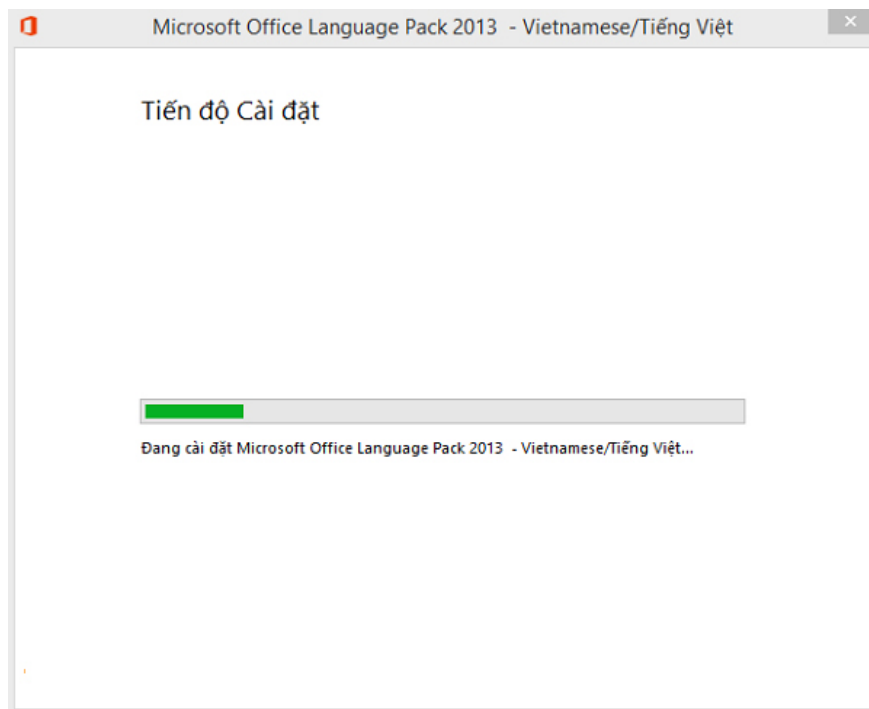 Microsoft Office Language Pack 2013 - Vietnamese/Tiếng Việt
Tiến độ Cài đặt
Đang cài đặt Microsoft Office Language Pack 2013 - Vietnamese/Tiếng Việt...